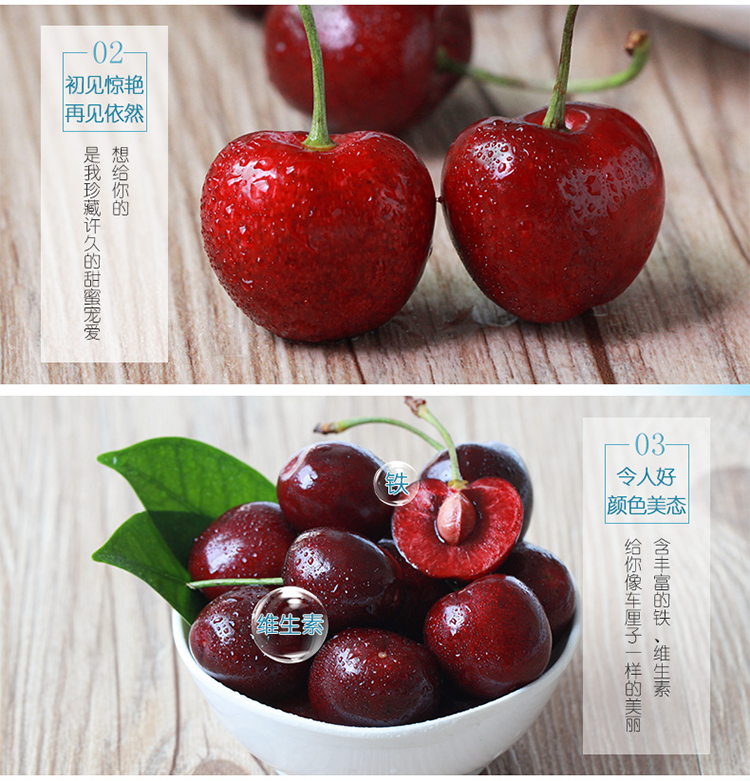 02
初见惊艳
再见依然
想给你的
是我珍藏许久的甜蜜宠爱
03
令人好
颜色美态
含丰富的铁、维生素
给你像车厘子一样的美丽
铁
维生素